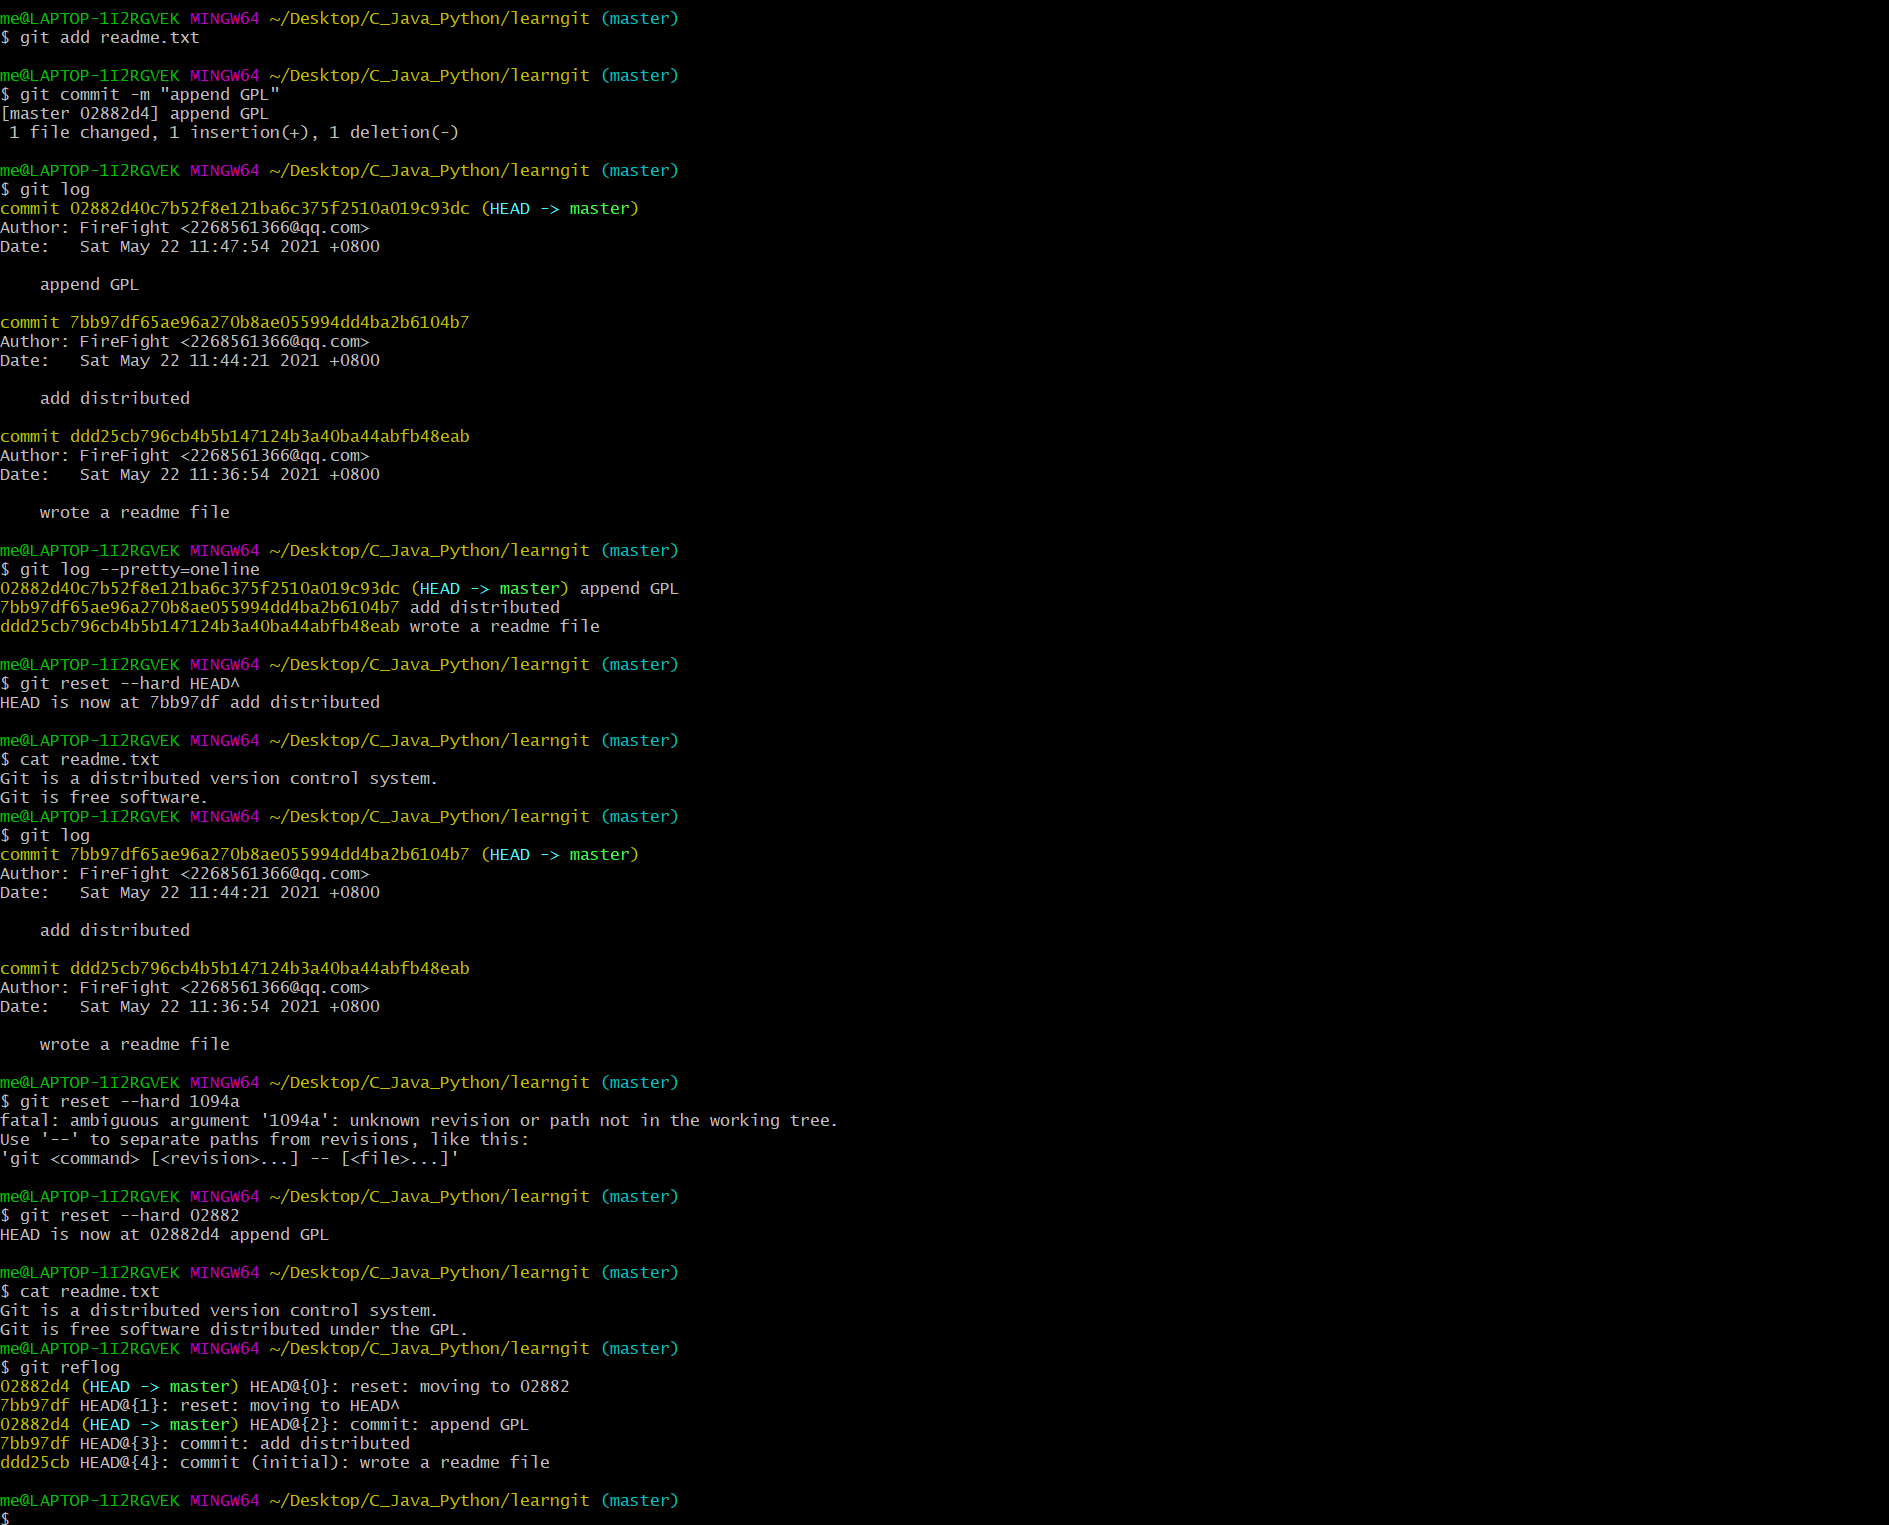 me@LAPTOP-1I2RGVEK MINGW64 ~/Desktop/C_Java_Python/learngit (master)
$ git add readme.txt
me@LAPTOP-1I2RGVEK MINGW64 ~/Desktop/C_Java_Python/learngit (master)
$ git commit -m "append GPL"
[master 02882d4] append GPL
 1 file changed, 1 insertion(+), 1 deletion(-)
me@LAPTOP-1I2RGVEK MINGW64 ~/Desktop/C_Java_Python/learngit (master)
$ git log
commit 02882d40c7b52f8e121ba6c375f2510a019c93dc (HEAD -> master)
Author: FireFight <2268561366@qq.com>
Date:   Sat May 22 11:47:54 2021 +0800
    append GPL
commit 7bb97df65ae96a270b8ae055994dd4ba2b6104b7
Author: FireFight <2268561366@qq.com>
Date:   Sat May 22 11:44:21 2021 +0800
    add distributed
commit ddd25cb796cb4b5b147124b3a40ba44abfb48eab
Author: FireFight <2268561366@qq.com>
Date:   Sat May 22 11:36:54 2021 +0800
    wrote a readme file
me@LAPTOP-1I2RGVEK MINGW64 ~/Desktop/C_Java_Python/learngit (master)
$ git log --pretty=oneline
02882d40c7b52f8e121ba6c375f2510a019c93dc (HEAD -> master) append GPL
7bb97df65ae96a270b8ae055994dd4ba2b6104b7 add distributed
ddd25cb796cb4b5b147124b3a40ba44abfb48eab wrote a readme file
me@LAPTOP-1I2RGVEK MINGW64 ~/Desktop/C_Java_Python/learngit (master)
$ git reset --hard HEAD^
HEAD is now at 7bb97df add distributed
me@LAPTOP-1I2RGVEK MINGW64 ~/Desktop/C_Java_Python/learngit (master)
$ cat readme.txt
Git is a distributed version control system.
Git is free software.
me@LAPTOP-1I2RGVEK MINGW64 ~/Desktop/C_Java_Python/learngit (master)
$ git log
commit 7bb97df65ae96a270b8ae055994dd4ba2b6104b7 (HEAD -> master)
Author: FireFight <2268561366@qq.com>
Date:   Sat May 22 11:44:21 2021 +0800
    add distributed
commit ddd25cb796cb4b5b147124b3a40ba44abfb48eab
Author: FireFight <2268561366@qq.com>
Date:   Sat May 22 11:36:54 2021 +0800
    wrote a readme file
me@LAPTOP-1I2RGVEK MINGW64 ~/Desktop/C_Java_Python/learngit (master)
$ git reset --hard 1094a
fatal: ambiguous argument '1094a': unknown revision or path not in the working tree.
Use '--' to separate paths from revisions, like this:
'git <command> [<revision>...] -- [<file>...]'
me@LAPTOP-1I2RGVEK MINGW64 ~/Desktop/C_Java_Python/learngit (master)
$ git reset --hard 02882
HEAD is now at 02882d4 append GPL
me@LAPTOP-1I2RGVEK MINGW64 ~/Desktop/C_Java_Python/learngit (master)
$ cat readme.txt
Git is a distributed version control system.
Git is free software distributed under the GPL.
me@LAPTOP-1I2RGVEK MINGW64 ~/Desktop/C_Java_Python/learngit (master)
$ git reflog
02882d4 (HEAD -> master) HEAD@{0}: reset: moving to 02882
7bb97df HEAD@{1}: reset: moving to HEAD^
02882d4 (HEAD -> master) HEAD@{2}: commit: append GPL
7bb97df HEAD@{3}: commit: add distributed
ddd25cb HEAD@{4}: commit (initial): wrote a readme file
me@LAPTOP-1I2RGVEK MINGW64 ~/Desktop/C_Java_Python/learngit (master)
$